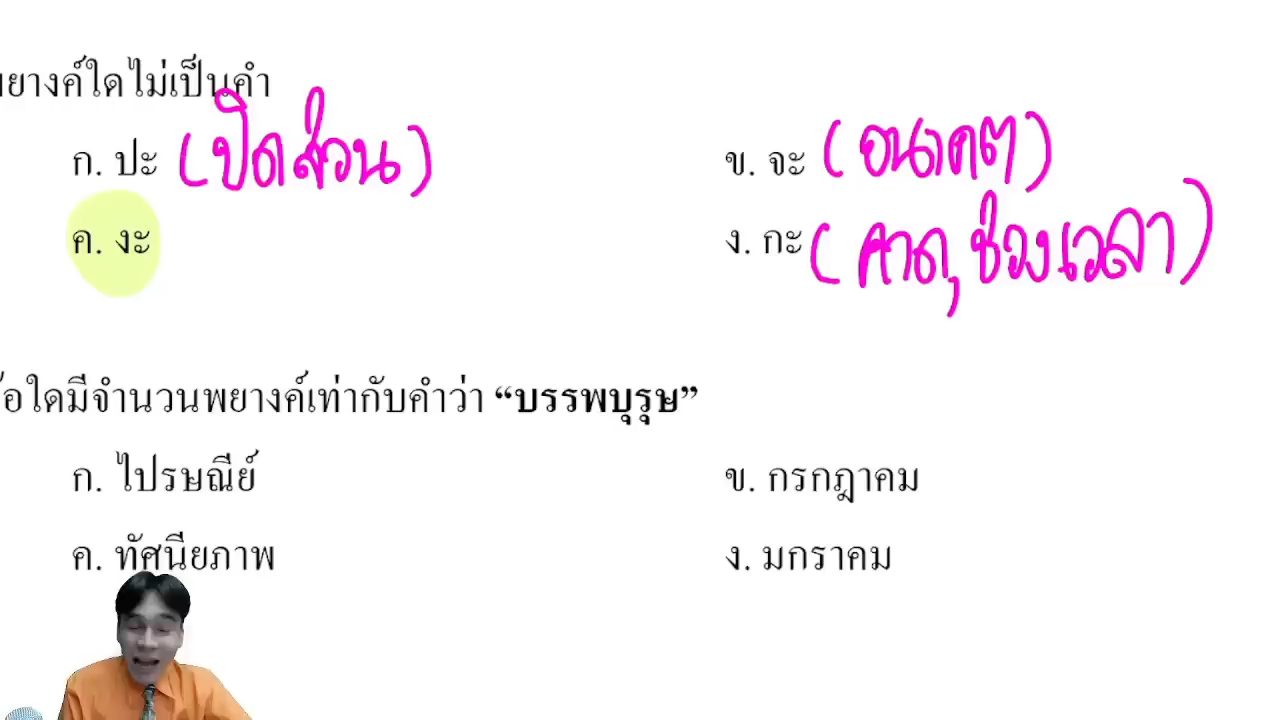 พยางค์ใดไม่เป็นคำ
ก. ปะ (ปิดส่วน) ข. จะ (อนาคต)
ค. งะ ง. กะ (คาด, ช่วงเวลา)
ข้อใดมีจำนวนพยางค์เท่ากับคำว่า “บรรพบุรุษ”
ก. ไปรษณีย์ ข. กรกฎาคม
ค. ทัศนียภาพ ง. มกราคม